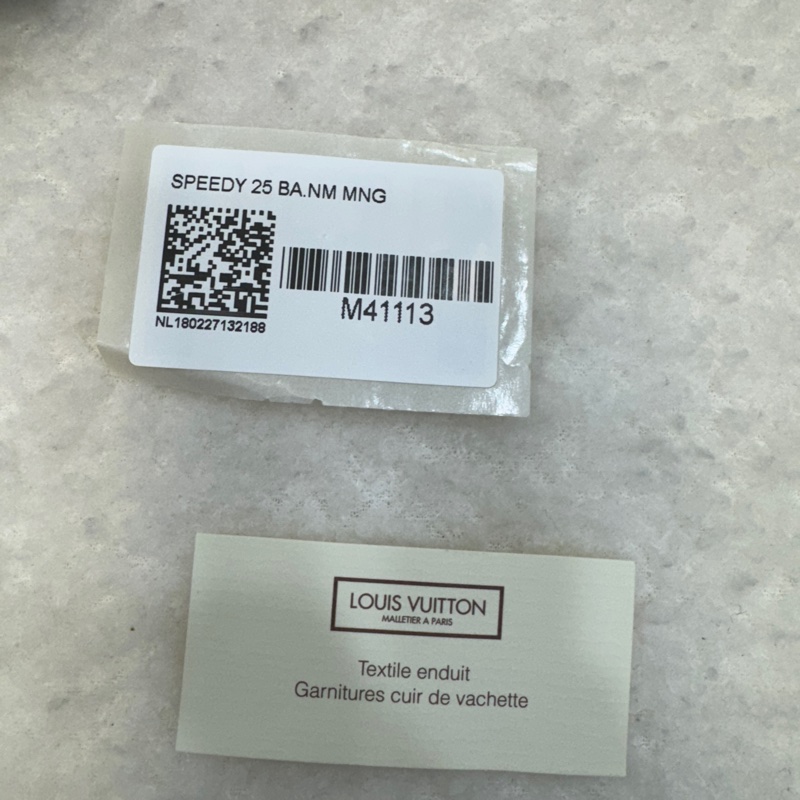 SPEEDY 25 BA.NM MNG
NL180227132188
M41113
LOUIS VUITTON
MALLETIER A PARIS
Textile enduit
Garnitures cuir de vachette